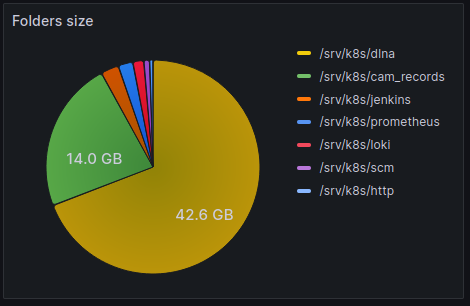 Folders size
/srv/k8s/dlna
/srv/k8s/cam_records
/srv/k8s/jenkins
/srv/k8s/prometheus
/srv/k8s/loki
/srv/k8s/scm
/srv/k8s/http
14.0 GB
42.6 GB